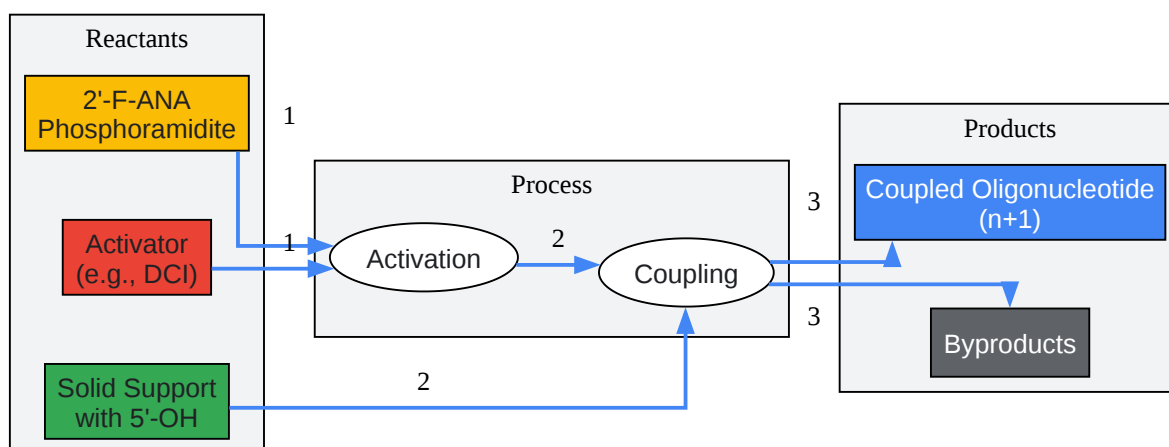 Reactants
2'-F-ANA
Phosphoramidite
1
Activator
(e.g., DCI)
1
Solid Support
with 5'-OH
2
Process
Activation
2
Coupling
3
3
Products
Coupled Oligonucleotide
(n+1)
Byproducts